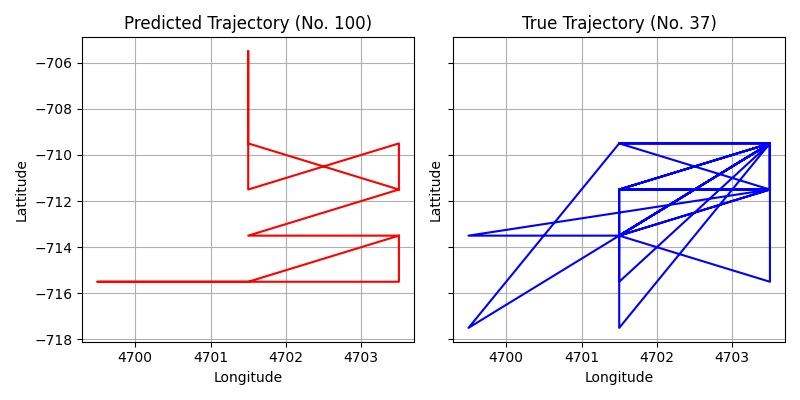 Predicted Trajectory (No. 100)
True Trajectory (No. 37)
Lattitude
−706
−708
−710
−712
−714
−716
−718
4700
4701
4702
4703
Longitude
Lattitude
4700
4701
4702
4703
Longitude